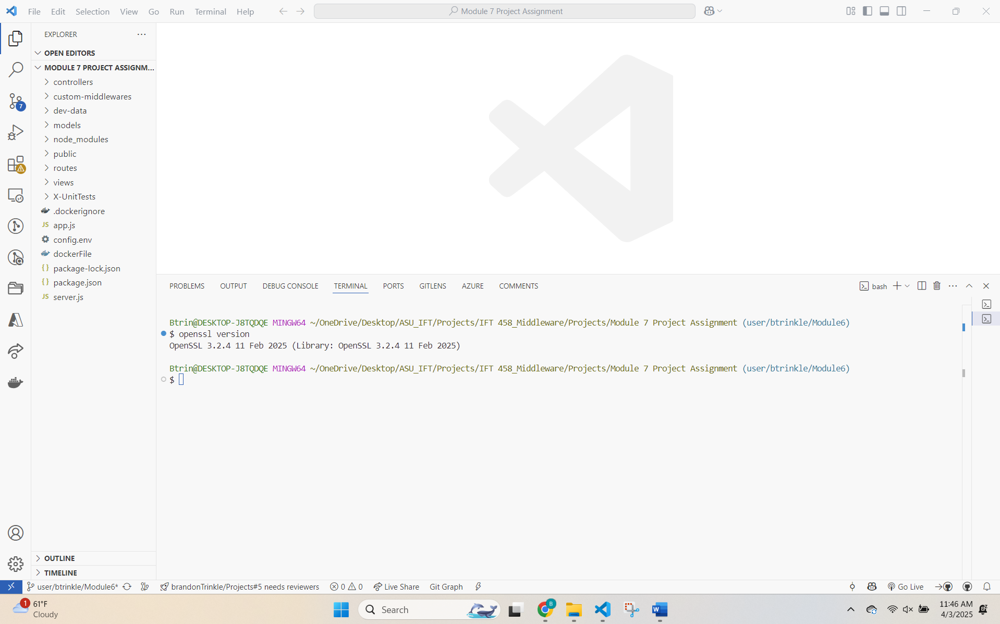 File Edit Selection View Go Run Terminal Help
Module 7 Project Assignment
EXPLORER
OPEN EDITORS
MODULE 7 PROJECT ASSIGNM...
controllers
custom-middlewares
dev-data
models
node_modules
public
routes
views
X-UnitTests
.dockerignore
JS app.js
config.env
dockerFile
{} package-lock.json
{} package.json
JS server.js
7
OUTLINE
TIMELINE
PROBLEMS OUTPUT DEBUG CONSOLE TERMINAL PORTS GITLENS AZURE COMMENTS
bash
Btrin@DESKTOP-J8TQDQE MINGW64 ~/OneDrive/Desktop/ASU_IFT/Projects/IFT 458_Middleware/Projects/Module 7 Project Assignment (user/btrinkle/Module6)
$ openssl version
OpenSSL 3.2.4 11 Feb 2025 (Library: OpenSSL 3.2.4 11 Feb 2025)
Btrin@DESKTOP-J8TQDQE MINGW64 ~/OneDrive/Desktop/ASU_IFT/Projects/IFT 458_Middleware/Projects/Module 7 Project Assignment (user/btrinkle/Module6)
$
user/btrinkle/Module6* brandonTrinkle/Projects#5 needs reviewers 0 0 Live Share Git Graph Go Live
1
61°F
Cloudy
Search
B
11:46 AM
4/3/2025